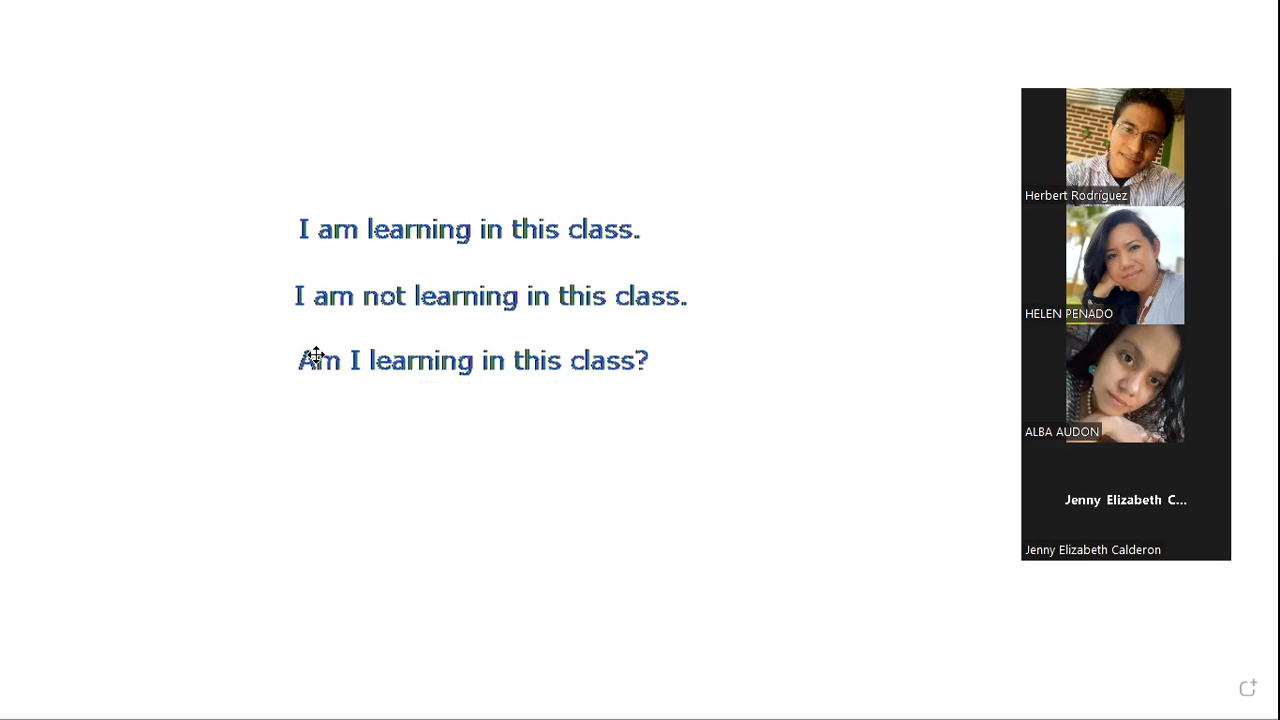 I am learning in this class.
I am not learning in this class.
Am I learning in this class?
Herbert Rodríguez
HELEN PENADO
ALBA AUDON
Jenny Elizabeth C...
Jenny Elizabeth Calderon